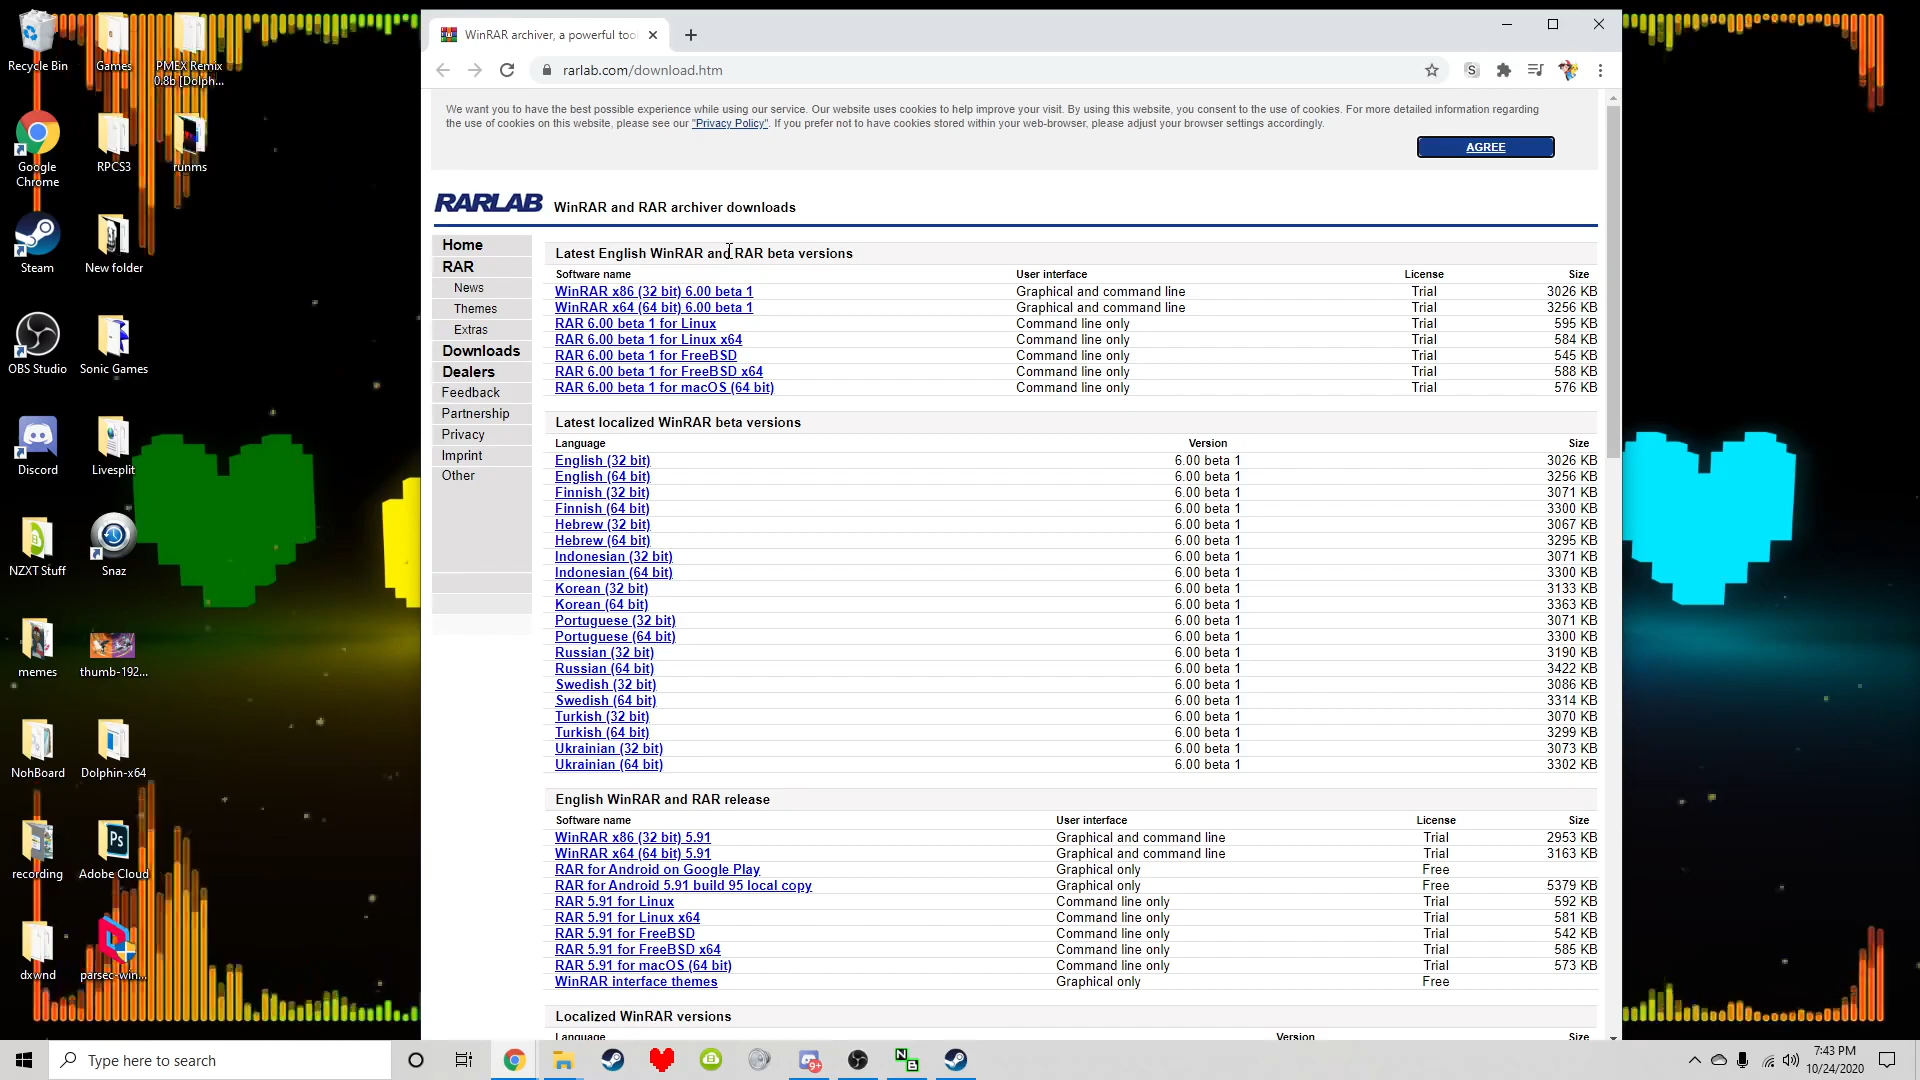 WinRAR archiver, a powerful tool
rarlab.com/download.htm
We want you to have the best possible experience while using our service. Our website uses cookies to help improve your visit. By using this website, you consent to the use of cookies. For more detailed information regarding
the use of cookies on this website, please see our "Privacy Policy". If you prefer not to have cookies stored within your web-browser, please adjust your browser settings accordingly.
AGREE
RARLAB WinRAR and RAR archiver downloads
Home
RAR
News
Themes
Extras
Downloads
Dealers
Feedback
Partnership
Privacy
Imprint
Other
Latest English WinRAR and RAR beta versions
Software name User interface License Size
WinRAR x86 (32 bit) 6.00 beta 1 Graphical and command line Trial 3026 KB
WinRAR x64 (64 bit) 6.00 beta 1 Graphical and command line Trial 3256 KB
RAR 6.00 beta 1 for Linux Command line only Trial 595 KB
RAR 6.00 beta 1 for Linux x64 Command line only Trial 584 KB
RAR 6.00 beta 1 for FreeBSD Command line only Trial 545 KB
RAR 6.00 beta 1 for FreeBSD x64 Command line only Trial 588 KB
RAR 6.00 beta 1 for macOS (64 bit) Command line only Trial 576 KB
Latest localized WinRAR beta versions
Language Version Size
English (32 bit) 6.00 beta 1 3026 KB
English (64 bit) 6.00 beta 1 3256 KB
Finnish (32 bit) 6.00 beta 1 3071 KB
Finnish (64 bit) 6.00 beta 1 3300 KB
Hebrew (32 bit) 6.00 beta 1 3067 KB
Hebrew (64 bit) 6.00 beta 1 3295 KB
Indonesian (32 bit) 6.00 beta 1 3071 KB
Indonesian (64 bit) 6.00 beta 1 3300 KB
Korean (32 bit) 6.00 beta 1 3133 KB
Korean (64 bit) 6.00 beta 1 3363 KB
Portuguese (32 bit) 6.00 beta 1 3071 KB
Portuguese (64 bit) 6.00 beta 1 3300 KB
Russian (32 bit) 6.00 beta 1 3190 KB
Russian (64 bit) 6.00 beta 1 3422 KB
Swedish (32 bit) 6.00 beta 1 3086 KB
Swedish (64 bit) 6.00 beta 1 3314 KB
Turkish (32 bit) 6.00 beta 1 3070 KB
Turkish (64 bit) 6.00 beta 1 3299 KB
Ukrainian (32 bit) 6.00 beta 1 3073 KB
Ukrainian (64 bit) 6.00 beta 1 3302 KB
English WinRAR and RAR release
Software name User interface License Size
WinRAR x86 (32 bit) 5.91 Graphical and command line Trial 2953 KB
WinRAR x64 (64 bit) 5.91 Graphical and command line Trial 3163 KB
RAR for Android on Google Play Graphical only Free
RAR for Android 5.91 build 95 local copy Graphical only Free 5379 KB
RAR 5.91 for Linux Command line only Trial 592 KB
RAR 5.91 for Linux x64 Command line only Trial 581 KB
RAR 5.91 for FreeBSD Command line only Trial 542 KB
RAR 5.91 for FreeBSD x64 Command line only Trial 585 KB
RAR 5.91 for macOS (64 bit) Command line only Trial 573 KB
WinRAR interface themes Graphical only Free
Localized WinRAR versions
Language Version Size
Recycle Bin
Games
PMEX Remix
0.8b [Dolph...
Google
Chrome
RPCS3
runms
Steam
New folder
OBS Studio
Sonic Games
Discord
Livesplit
NZXT Stuff
Snaz
memes
thumb-192...
NohBoard
Dolphin-x64
recording
Ps
Adobe Cloud
dxwnd
parsec-win...
Type here to search
9+
7:43 PM
10/24/2020